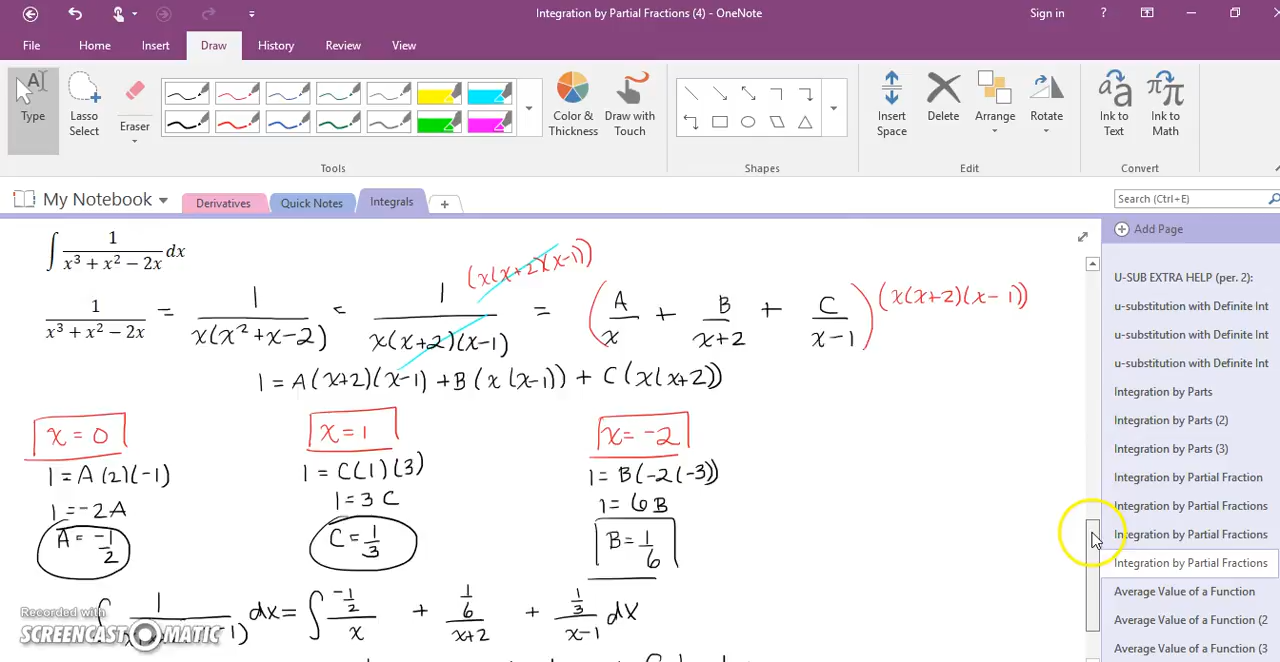 Integration by Partial Fractions (4) - OneNote
Sign in
?
File
Home
Insert
Draw
History
Review
View
Type
Lasso
Select
Eraser
Color &
Thickness
Draw with
Touch
Insert
Space
Delete
Arrange
Rotate
Ink to
Text
Ink to
Math
Tools
Shapes
Edit
Convert
My Notebook
Derivatives
Quick Notes
Integrals
+
Search (Ctrl+E)
Add Page
∫ 1/(x³ + x² − 2x) dx
1/(x³ + x² − 2x) = 1/(x(x²+x−2)) = 1/(x(x+2)(x−1)) (x(x+2)(x−1)) = (A/x + B/(x+2) + C/(x−1)) (x(x+2)(x−1))
1 = A(x+2)(x−1) + B(x(x−1)) + C(x(x+2))
x = 0
1 = A(2)(−1)
1 = −2A
A = −1/2
x = 1
1 = C(1)(3)
1 = 3C
C = 1/3
x = −2
1 = B(−2(−3))
1 = 6B
B = 1/6
dx = ∫ (−1/2)/x + (1/6)/(x+2) + (1/3)/(x−1) dx
Recorded with
SCREENCAST-O-MATIC
U-SUB EXTRA HELP (per. 2):
u-substitution with Definite Int
u-substitution with Definite Int
u-substitution with Definite Int
Integration by Parts
Integration by Parts (2)
Integration by Parts (3)
Integration by Partial Fraction
Integration by Partial Fractions
Integration by Partial Fractions
Integration by Partial Fractions
Average Value of a Function
Average Value of a Function (2
Average Value of a Function (3